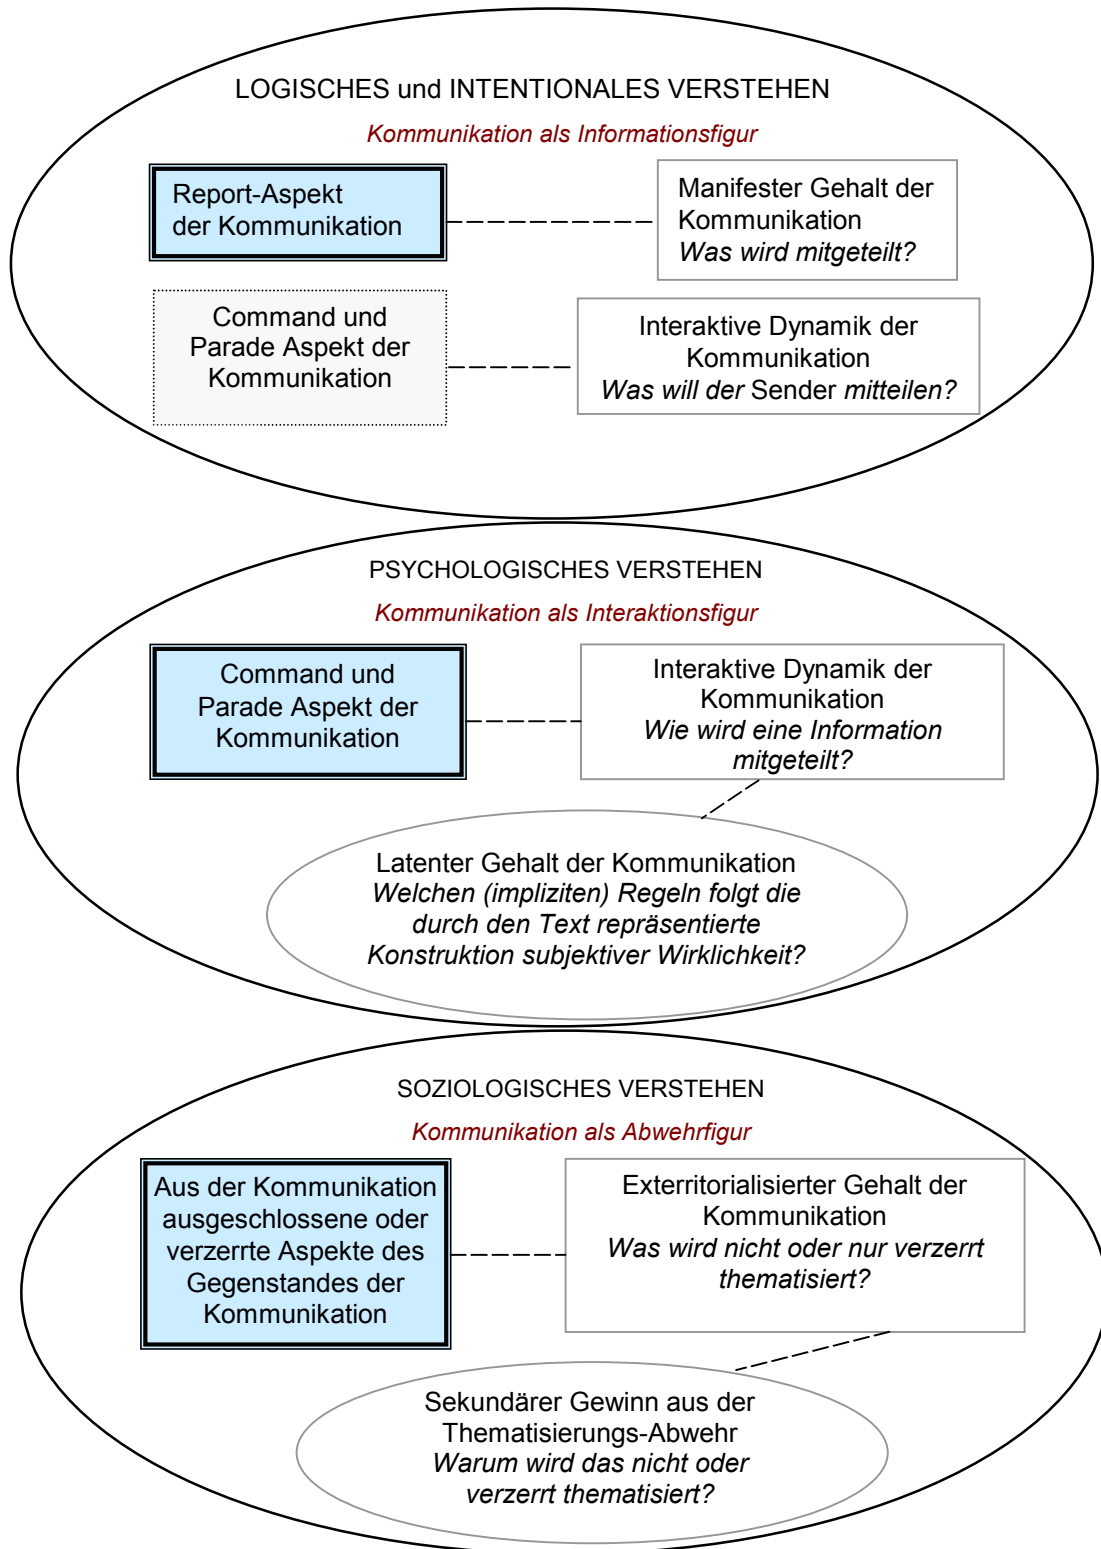 LOGISCHES und INTENTIONALES VERSTEHEN
Kommunikation als Informationsfigur
Report-Aspekt
der Kommunikation
Manifester Gehalt der
Kommunikation
Was wird mitgeteilt?
Command und
Parade Aspekt der
Kommunikation
Interaktive Dynamik der
Kommunikation
Was will der Sender mitteilen?
PSYCHOLOGISCHES VERSTEHEN
Kommunikation als Interaktionsfigur
Command und
Parade Aspekt der
Kommunikation
Interaktive Dynamik der
Kommunikation
Wie wird eine Information
mitgeteilt?
Latenter Gehalt der Kommunikation
Welchen (impliziten) Regeln folgt die
durch den Text repräsentierte
Konstruktion subjektiver Wirklichkeit?
SOZIOLOGISCHES VERSTEHEN
Kommunikation als Abwehrfigur
Aus der Kommunikation
ausgeschlossene oder
verzerrte Aspekte des
Gegenstandes der
Kommunikation
Exterritorialisierter Gehalt der
Kommunikation
Was wird nicht oder nur verzerrt
thematisiert?
Sekundärer Gewinn aus der
Thematisierungs-Abwehr
Warum wird das nicht oder
verzerrt thematisiert?